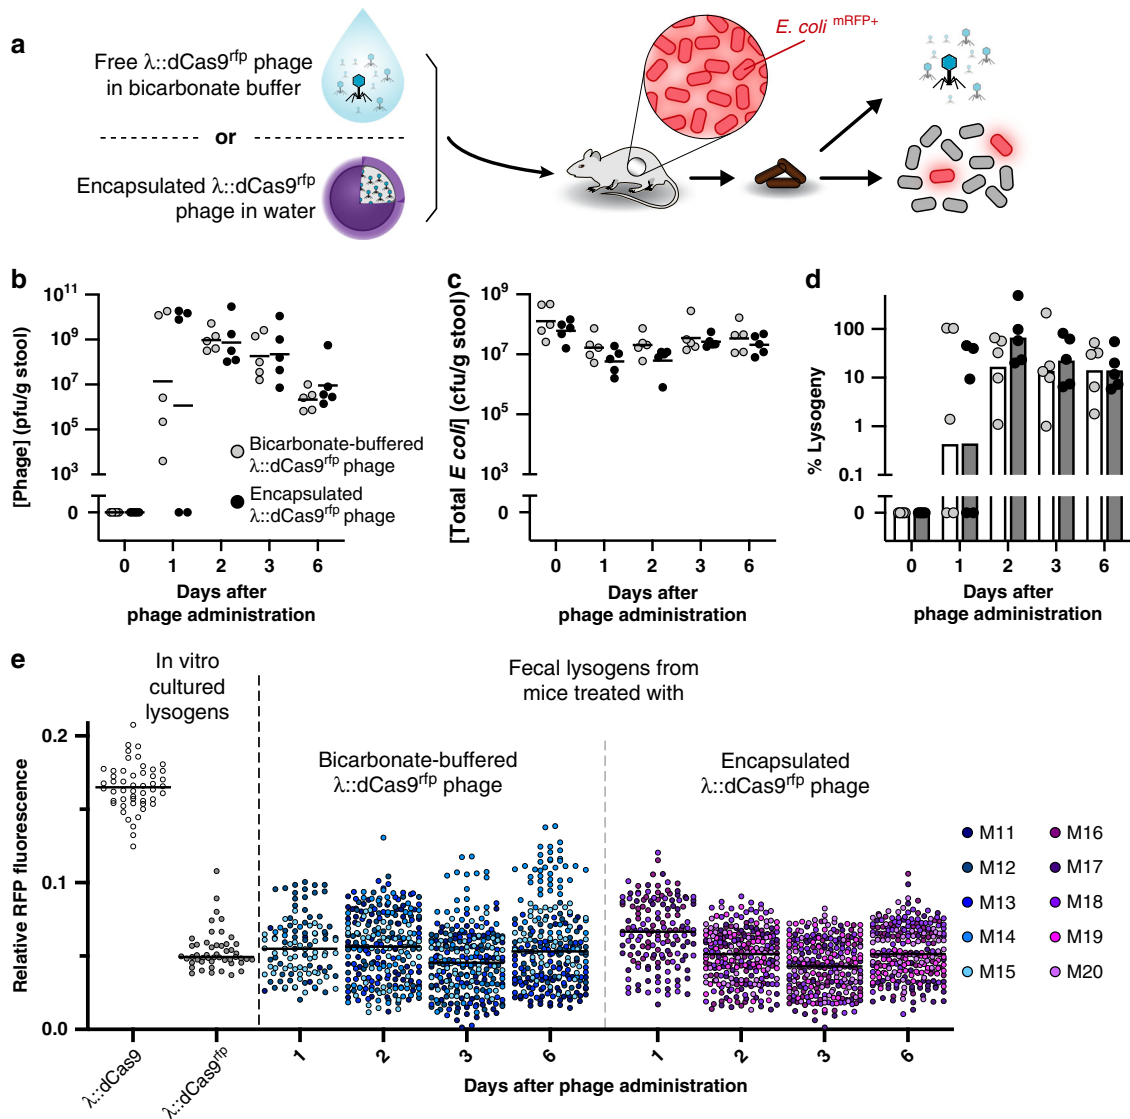 a
Free λ::dCas9rfp phage
in bicarbonate buffer
or
Encapsulated λ::dCas9rfp
phage in water
E. coli mRFP+
b
[Phage] (pfu/g stool)
10¹¹
10⁹
10⁷
10⁵
10³
0
Bicarbonate-buffered
λ::dCas9rfp phage
Encapsulated
λ::dCas9rfp phage
0 1 2 3 6
Days after
phage administration
c
[Total E coli] (cfu/g stool)
10⁹
10⁷
10⁵
10³
0
0 1 2 3 6
Days after
phage administration
d
% Lysogeny
100
10
1
0.1
0
0 1 2 3 6
Days after
phage administration
e
In vitro
cultured
lysogens
Fecal lysogens from
mice treated with
Bicarbonate-buffered
λ::dCas9rfp phage
Encapsulated
λ::dCas9rfp phage
Relative RFP fluorescence
0.2
0.1
0.0
λ::dCas9
λ::dCas9rfp
1 2 3 6
1 2 3 6
Days after phage administration
M11 M16
M12 M17
M13 M18
M14 M19
M15 M20